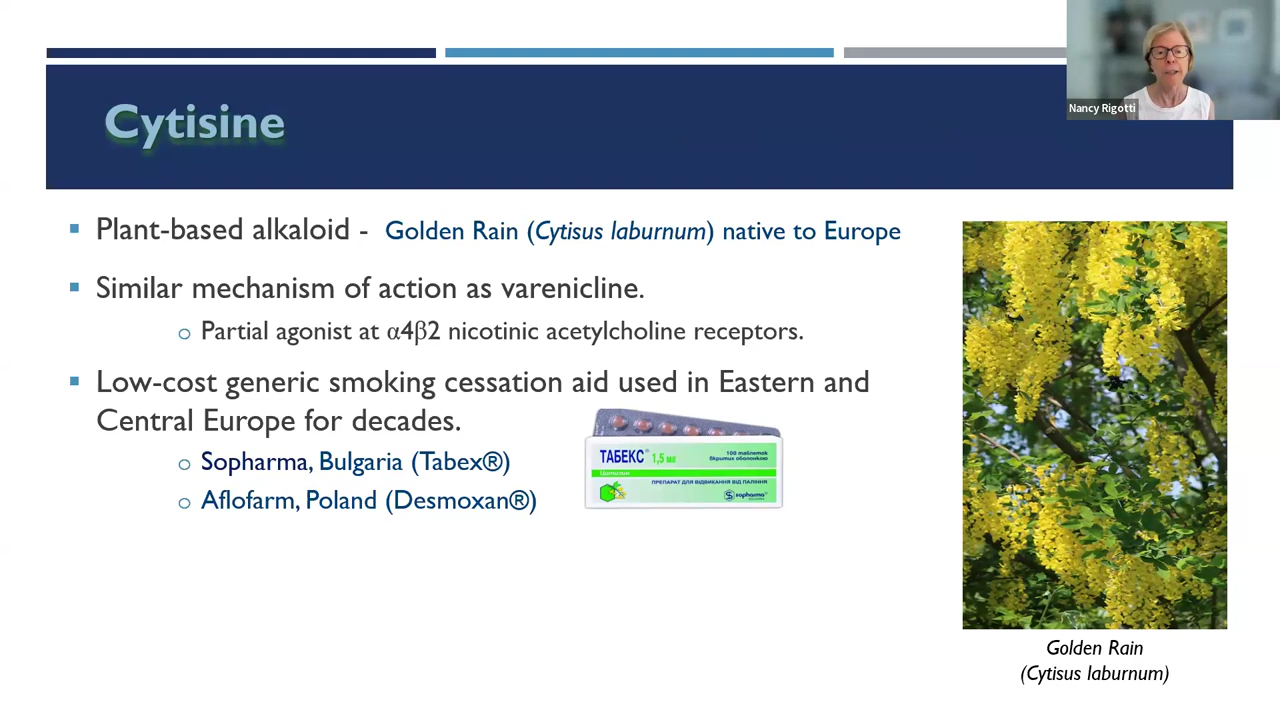 Cytisine
Nancy Rigotti
Plant-based alkaloid - Golden Rain (Cytisus laburnum) native to Europe
Similar mechanism of action as varenicline.
Partial agonist at α4β2 nicotinic acetylcholine receptors.
Low-cost generic smoking cessation aid used in Eastern and
Central Europe for decades.
Sopharma, Bulgaria (Tabex®)
Aflofarm, Poland (Desmoxan®)
ТАБЕКС® 1,5 мг
100 таблеток
вкритих оболонкою
Цитизин
ПРЕПАРАТ ДЛЯ ВІДВИКАННЯ ВІД ПАЛІННЯ
sopharma
Golden Rain
(Cytisus laburnum)